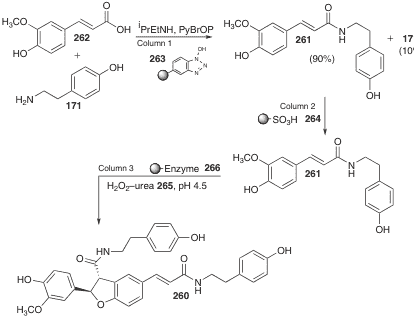 H₃CO
HO
262
O
OH
+
OH
H₂N
171
ⁱPrEtNH, PyBrOP
Column 1
263
OH
N
N
N
O
H₃CO
HO
261
N
H
(90%)
OH
+ 17
(10
Column 2
SO₃H 264
O
H₃CO
HO
261
N
H
OH
Column 3
Enzyme 266
H₂O₂–urea 265, pH 4.5
HN
OH
O
HO
H₃CO
O
260
O
N
H
OH